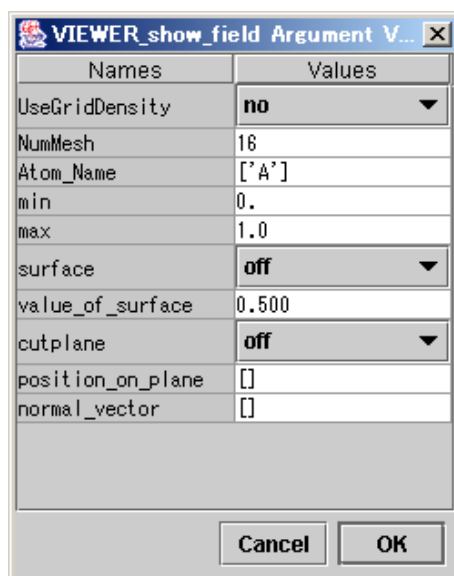 VIEWER_show_field Argument V...
Names Values
UseGridDensity no
NumMesh 16
Atom_Name ['A']
min 0.
max 1.0
surface off
value_of_surface 0.500
cutplane off
position_on_plane []
normal_vector []
Cancel OK